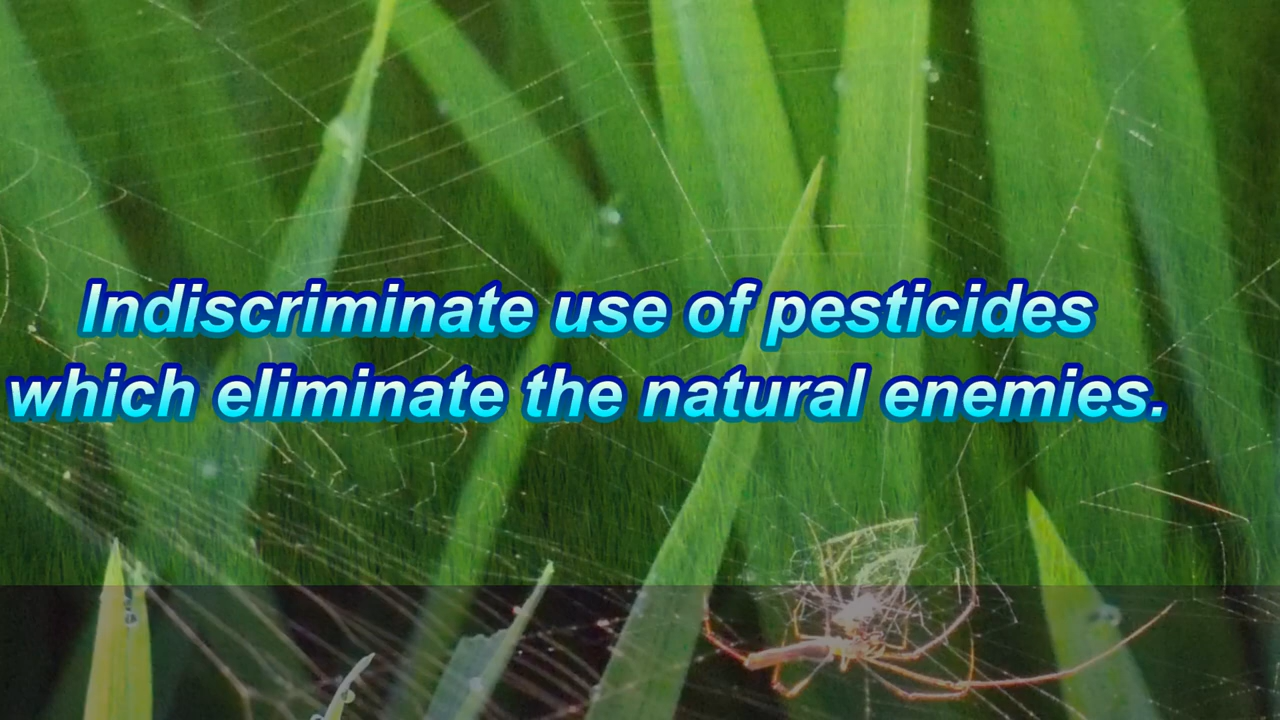 Indiscriminate use of pesticides
which eliminate the natural enemies.